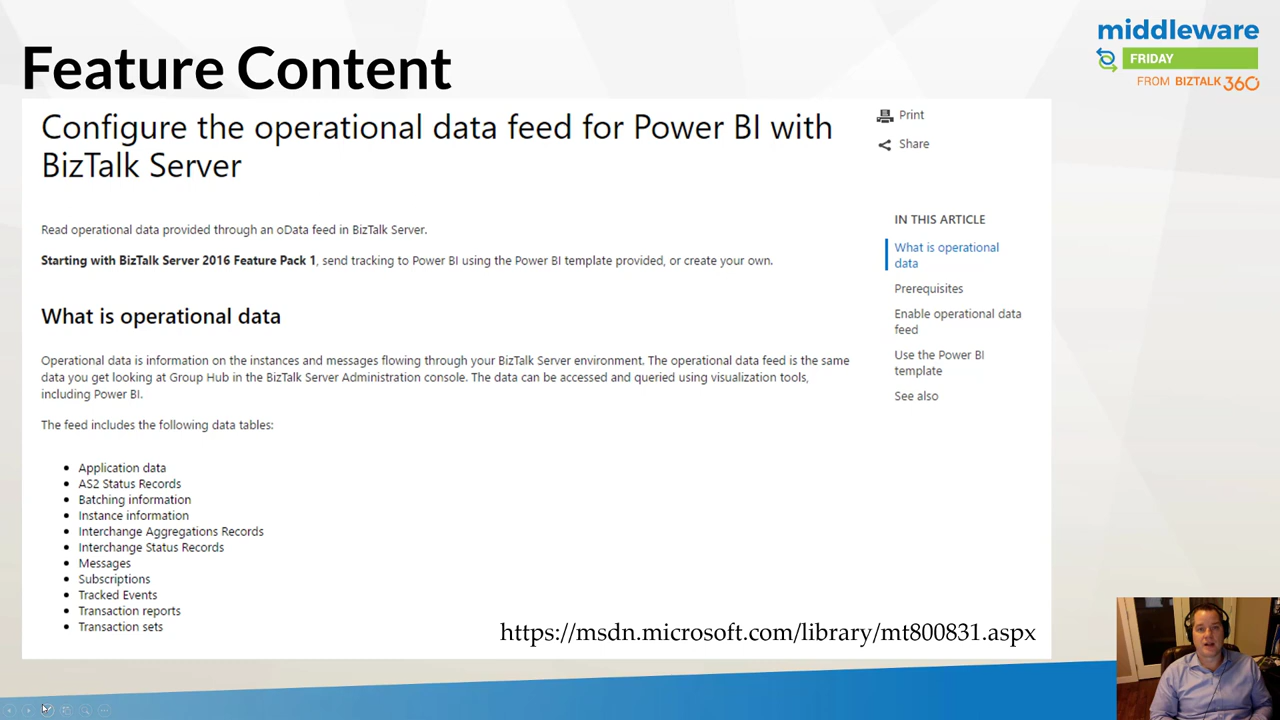 Feature Content
middleware
FRIDAY
FROM BIZTALK360
Configure the operational data feed for Power BI with
BizTalk Server
Print
Share
Read operational data provided through an oData feed in BizTalk Server.
Starting with BizTalk Server 2016 Feature Pack 1, send tracking to Power BI using the Power BI template provided, or create your own.
What is operational data
Operational data is information on the instances and messages flowing through your BizTalk Server environment. The operational data feed is the same
data you get looking at Group Hub in the BizTalk Server Administration console. The data can be accessed and queried using visualization tools,
including Power BI.
The feed includes the following data tables:
• Application data
• AS2 Status Records
• Batching information
• Instance information
• Interchange Aggregations Records
• Interchange Status Records
• Messages
• Subscriptions
• Tracked Events
• Transaction reports
• Transaction sets
IN THIS ARTICLE
What is operational
data
Prerequisites
Enable operational data
feed
Use the Power BI
template
See also
https://msdn.microsoft.com/library/mt800831.aspx